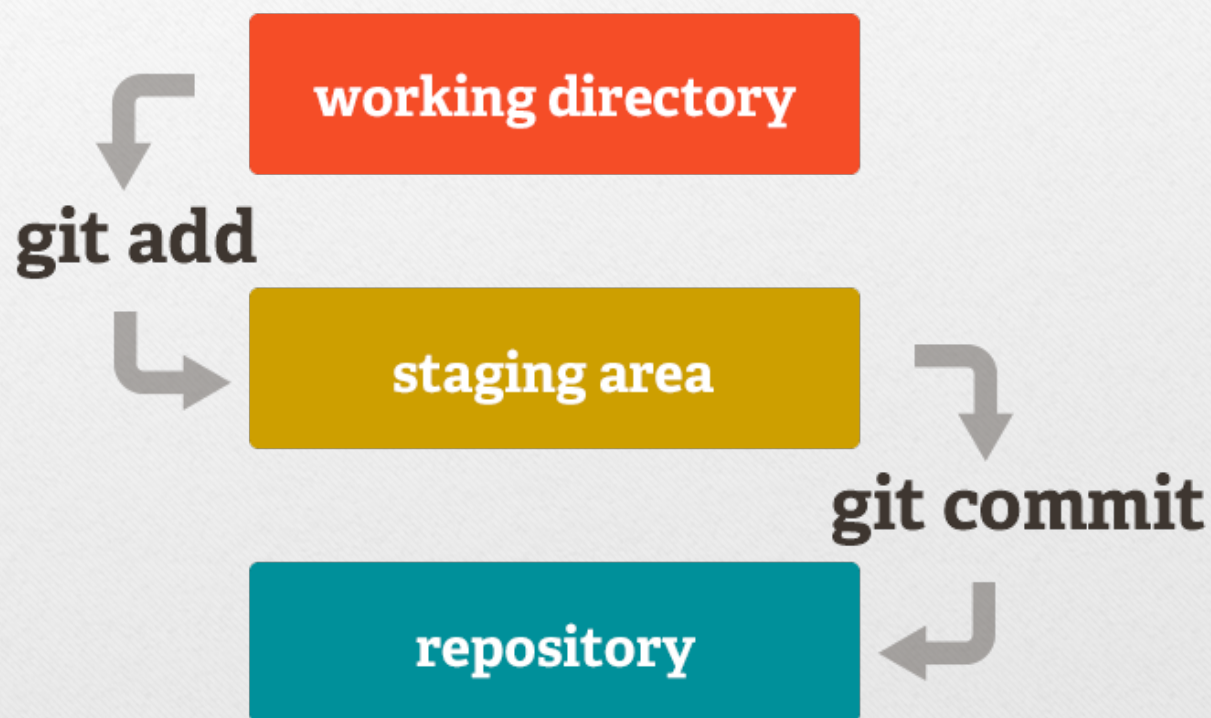 working directory
git add
staging area
git commit
repository